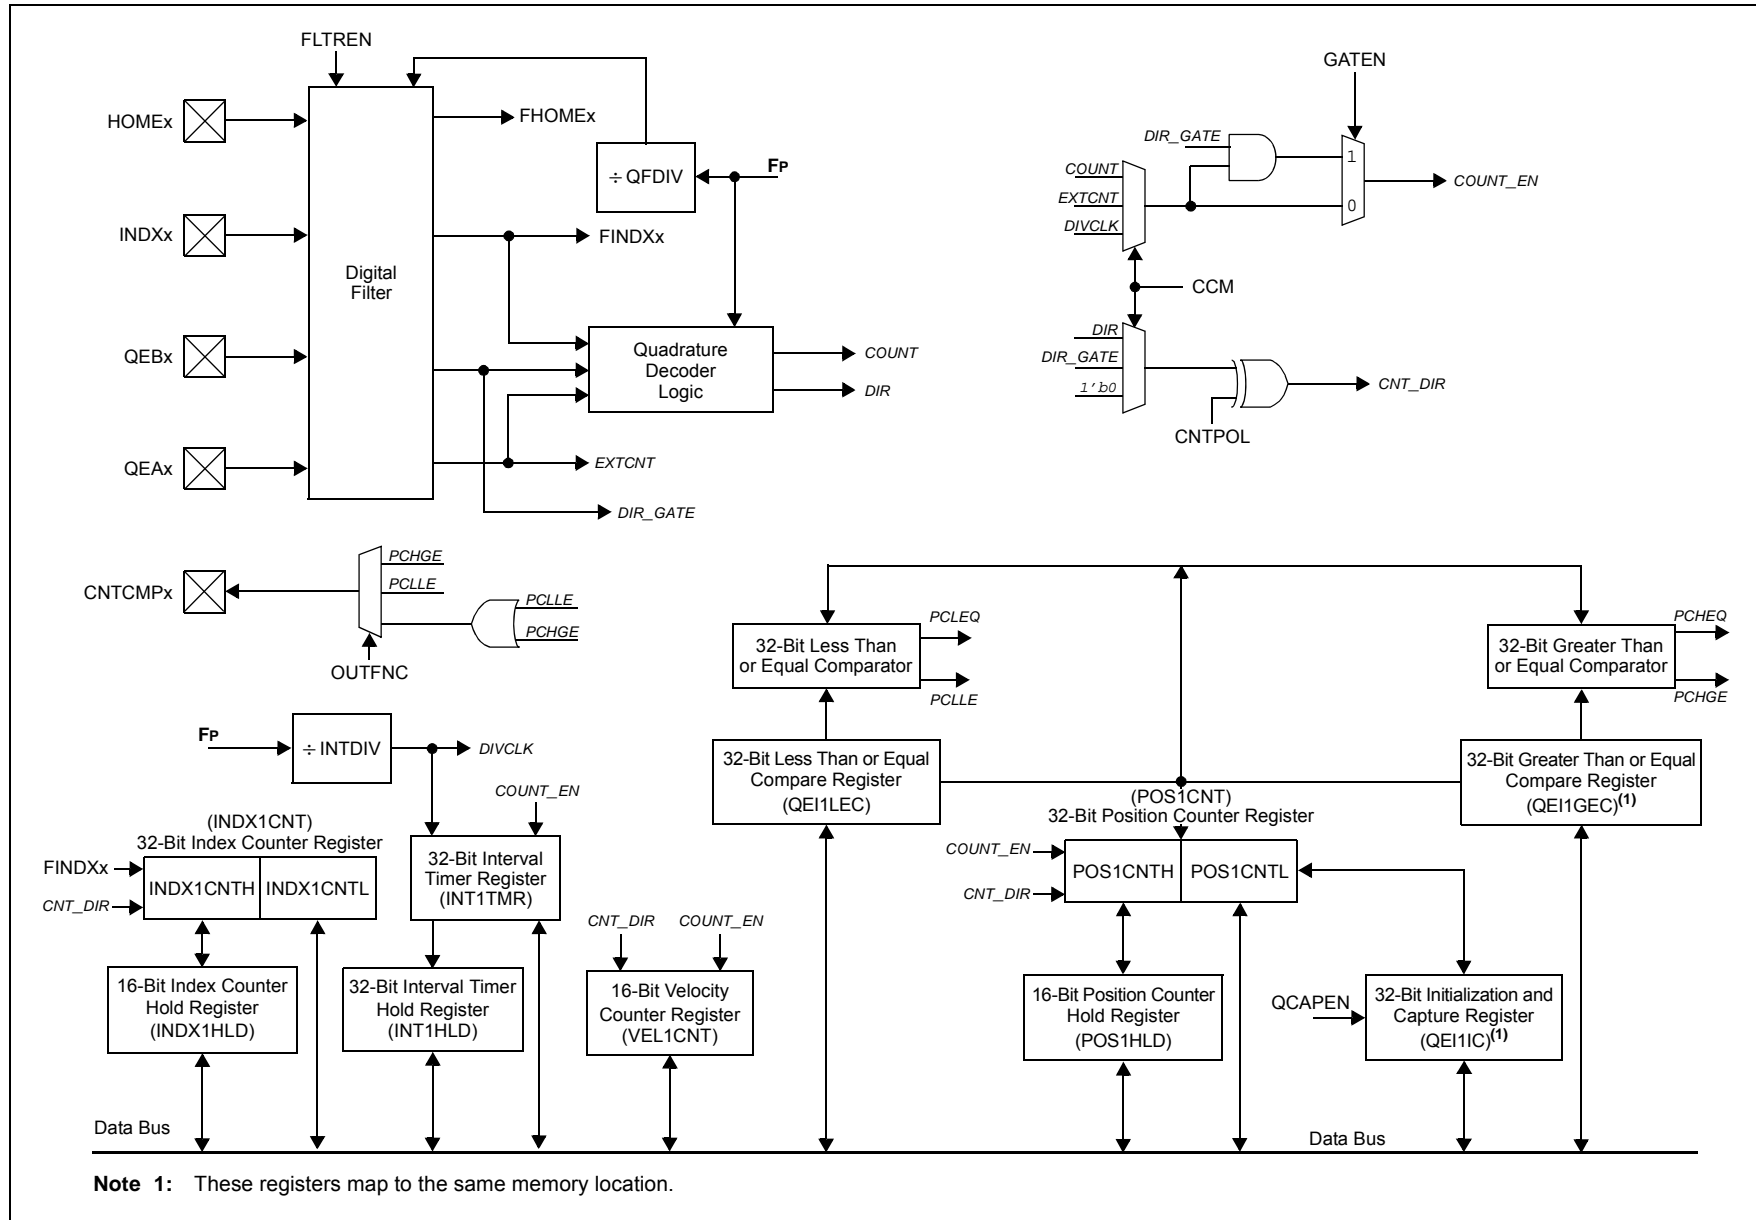 FLTREN
HOMEx
FHOMEx
÷ QFDIV
FP
INDXx
FINDXx
Digital
Filter
QEBx
Quadrature
Decoder
Logic
COUNT
DIR
QEAx
EXTCNT
DIR_GATE
GATEN
DIR_GATE
COUNT
EXTCNT
DIVCLK
1
0
COUNT_EN
CCM
DIR
DIR_GATE
1'b0
CNT_DIR
CNTPOL
CNTCMPx
PCHGE
PCLLE
PCLLE
PCHGE
OUTFNC
32-Bit Less Than
or Equal Comparator
PCLEQ
PCLLE
32-Bit Greater Than
or Equal Comparator
PCHEQ
PCHGE
FP
÷ INTDIV
DIVCLK
COUNT_EN
32-Bit Less Than or Equal
Compare Register
(QEI1LEC)
32-Bit Greater Than or Equal
Compare Register
(QEI1GEC)(1)
(INDX1CNT)
32-Bit Index Counter Register
FINDXx
CNT_DIR
INDX1CNTH
INDX1CNTL
32-Bit Interval
Timer Register
(INT1TMR)
(POS1CNT)
32-Bit Position Counter Register
COUNT_EN
CNT_DIR
POS1CNTH
POS1CNTL
CNT_DIR
COUNT_EN
16-Bit Index Counter
Hold Register
(INDX1HLD)
32-Bit Interval Timer
Hold Register
(INT1HLD)
16-Bit Velocity
Counter Register
(VEL1CNT)
16-Bit Position Counter
Hold Register
(POS1HLD)
QCAPEN
32-Bit Initialization and
Capture Register
(QEI1IC)(1)
Data Bus
Data Bus
Note 1: These registers map to the same memory location.